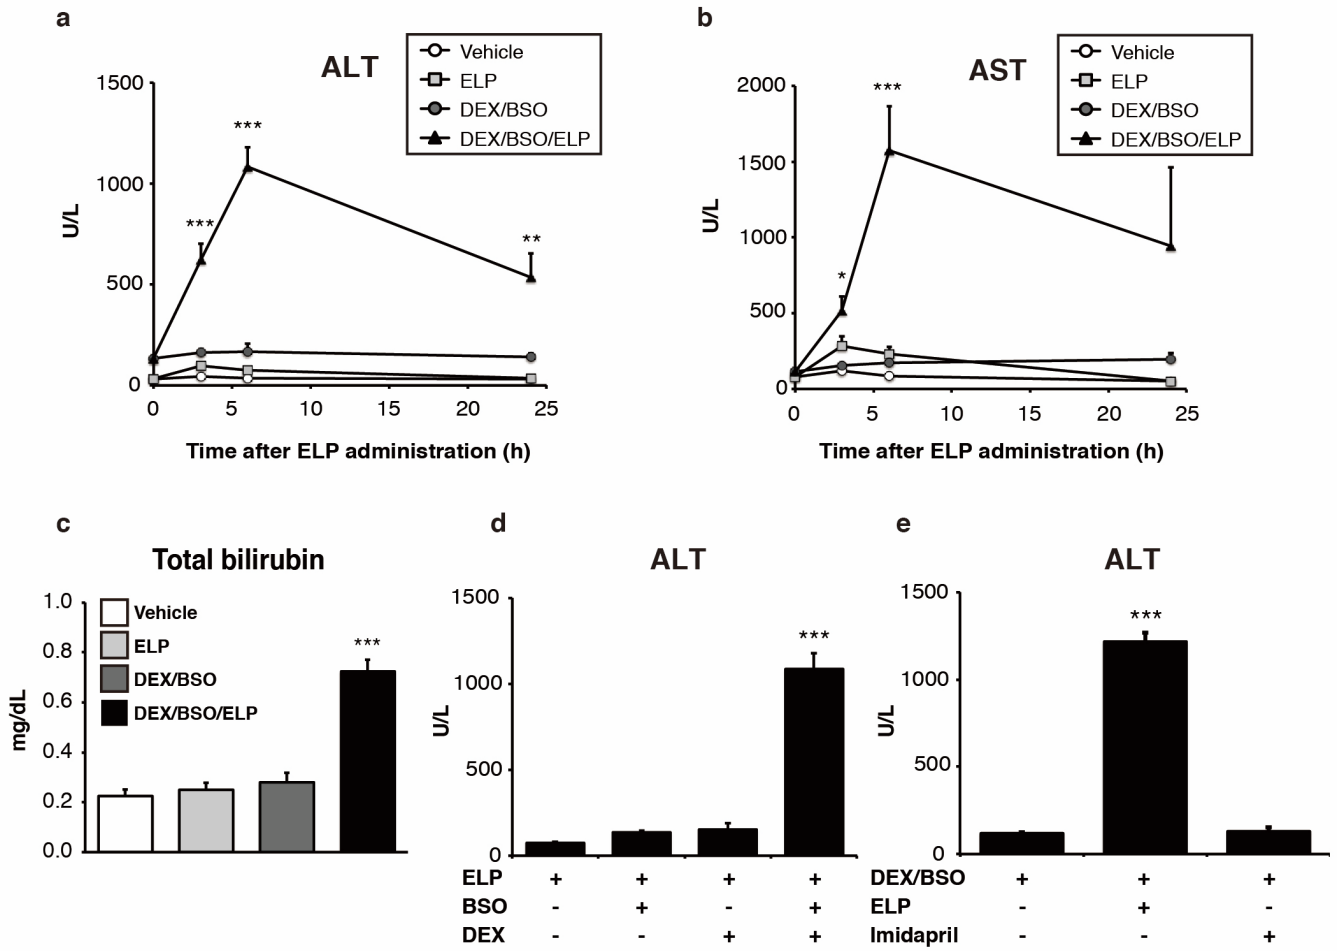 a
ALT
Vehicle
ELP
DEX/BSO
DEX/BSO/ELP
1500
1000
500
0
U/L
***
***
**
0 5 10 15 20 25
Time after ELP administration (h)
b
AST
Vehicle
ELP
DEX/BSO
DEX/BSO/ELP
2000
1500
1000
500
0
U/L
*
***
0 5 10 15 20 25
Time after ELP administration (h)
c
Total bilirubin
1.0
0.8
0.6
0.4
0.2
0.0
mg/dL
Vehicle
ELP
DEX/BSO
DEX/BSO/ELP
***
d
ALT
1500
1000
500
0
U/L
***
ELP + + + +
BSO - + - +
DEX - - + +
e
ALT
1500
1000
500
0
U/L
***
DEX/BSO + + +
ELP - + -
Imidapril - - +